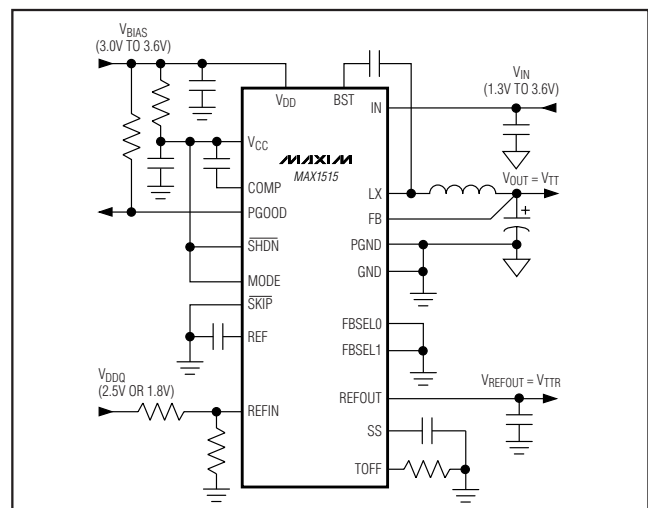 VBIAS
(3.0V TO 3.6V)
VDD
BST
IN
VIN
(1.3V TO 3.6V)
VCC
MAXIM
MAX1515
COMP
LX
VOUT = VTT
PGOOD
FB
+
SHDN
PGND
MODE
GND
SKIP
REF
FBSEL0
FBSEL1
VDDQ
(2.5V OR 1.8V)
REFIN
REFOUT
VREFOUT = VTTR
SS
TOFF